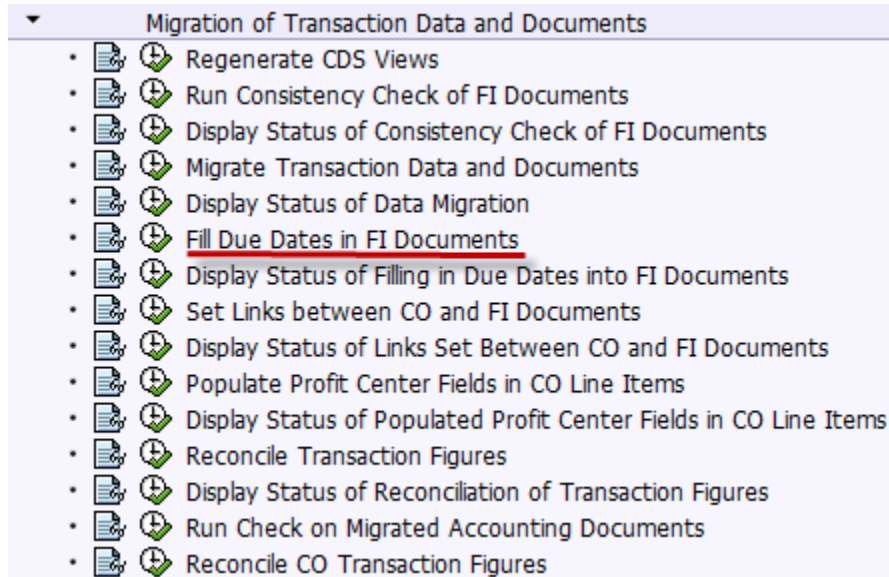 Migration of Transaction Data and Documents
Regenerate CDS Views
Run Consistency Check of FI Documents
Display Status of Consistency Check of FI Documents
Migrate Transaction Data and Documents
Display Status of Data Migration
Fill Due Dates in FI Documents
Display Status of Filling in Due Dates into FI Documents
Set Links between CO and FI Documents
Display Status of Links Set Between CO and FI Documents
Populate Profit Center Fields in CO Line Items
Display Status of Populated Profit Center Fields in CO Line Items
Reconcile Transaction Figures
Display Status of Reconciliation of Transaction Figures
Run Check on Migrated Accounting Documents
Reconcile CO Transaction Figures